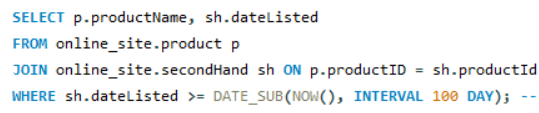 SELECT p.productName, sh.dateListed
FROM online_site.product p
JOIN online_site.secondHand sh ON p.productID = sh.productId
WHERE sh.dateListed >= DATE_SUB(NOW(), INTERVAL 100 DAY); --